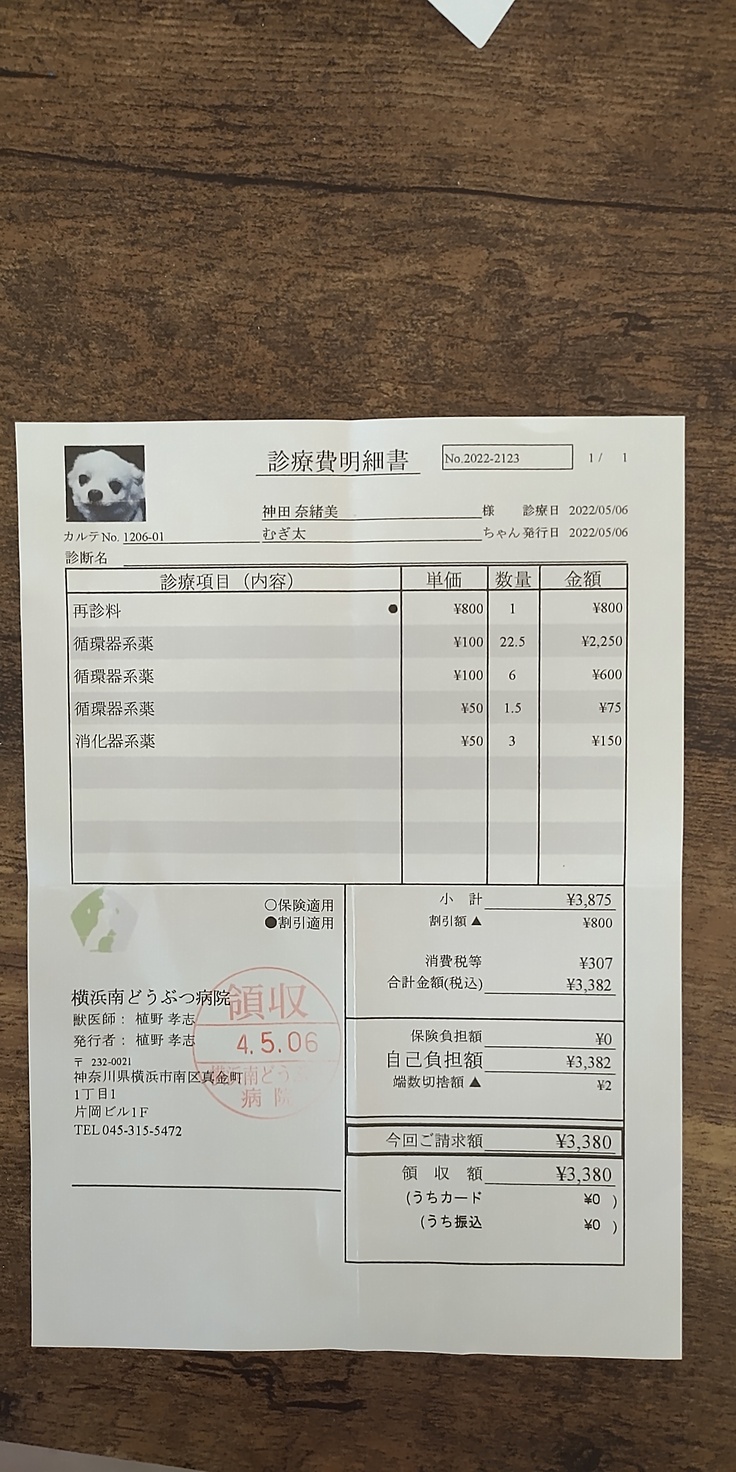 診療費明細書 No.2022-2123 1 / 1
神田 奈緒美 様 診療日 2022/05/06
カルテNo. 1206-01 むぎ太 ちゃん 発行日 2022/05/06
診断名
診療項目（内容） 単価 数量 金額
再診料 ● ¥800 1 ¥800
循環器系薬 ¥100 22.5 ¥2,250
循環器系薬 ¥100 6 ¥600
循環器系薬 ¥50 1.5 ¥75
消化器系薬 ¥50 3 ¥150
○保険適用
●割引適用
横浜南どうぶつ病院
獣医師： 植野 孝志
発行者： 植野 孝志
〒 232-0021
神奈川県横浜市南区真金町
1丁目1
片岡ビル1F
TEL 045-315-5472
領収
4.5.06
横浜南どうぶつ
病院
小 計 ¥3,875
割引額 ▲ ¥800
消費税等 ¥307
合計金額(税込) ¥3,382
保険負担額 ¥0
自己負担額 ¥3,382
端数切捨額 ▲ ¥2
今回ご請求額 ¥3,380
領 収 額 ¥3,380
(うちカード ¥0 )
(うち振込 ¥0 )